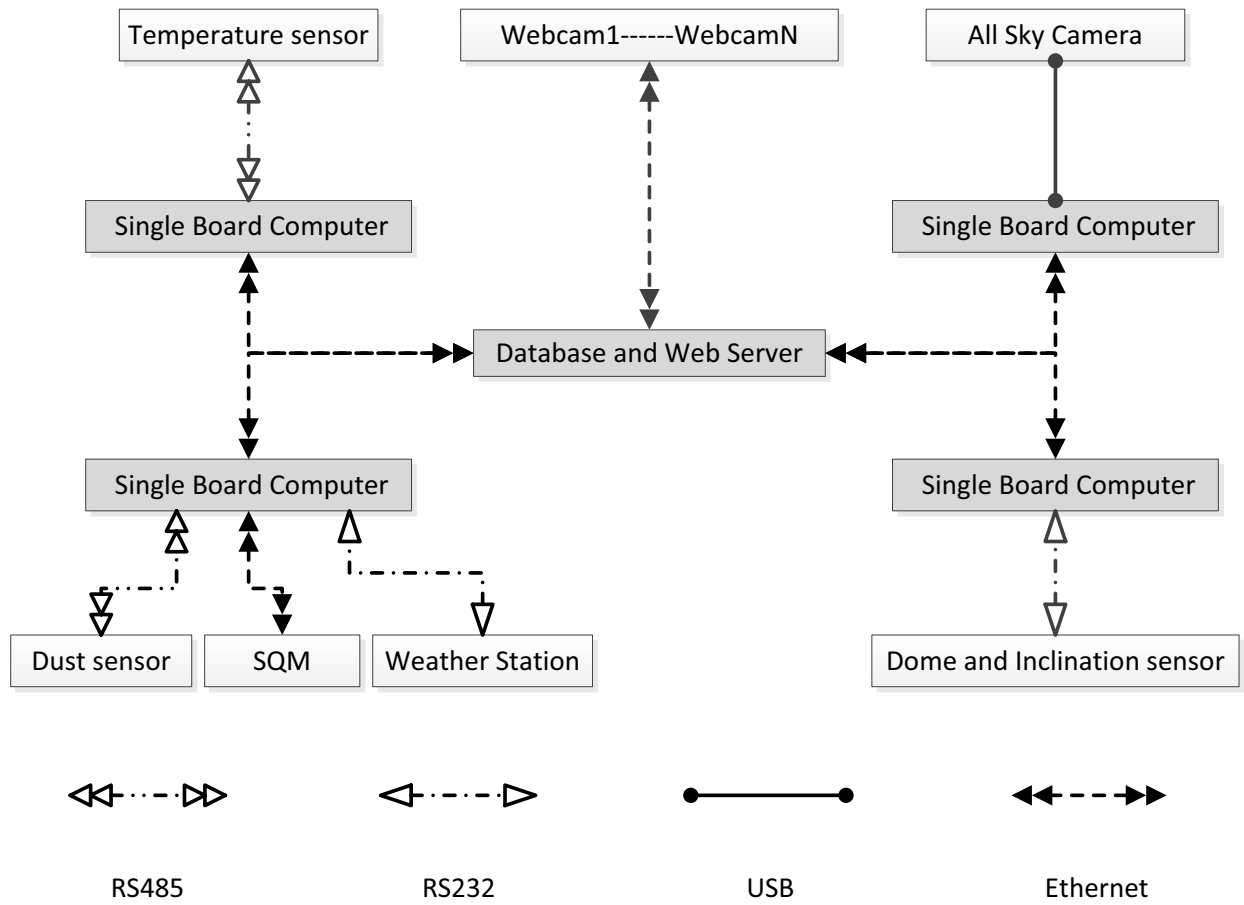 Temperature sensor
Webcam1------WebcamN
All Sky Camera
Single Board Computer
Single Board Computer
Database and Web Server
Single Board Computer
Single Board Computer
Dust sensor
SQM
Weather Station
Dome and Inclination sensor
RS485
RS232
USB
Ethernet